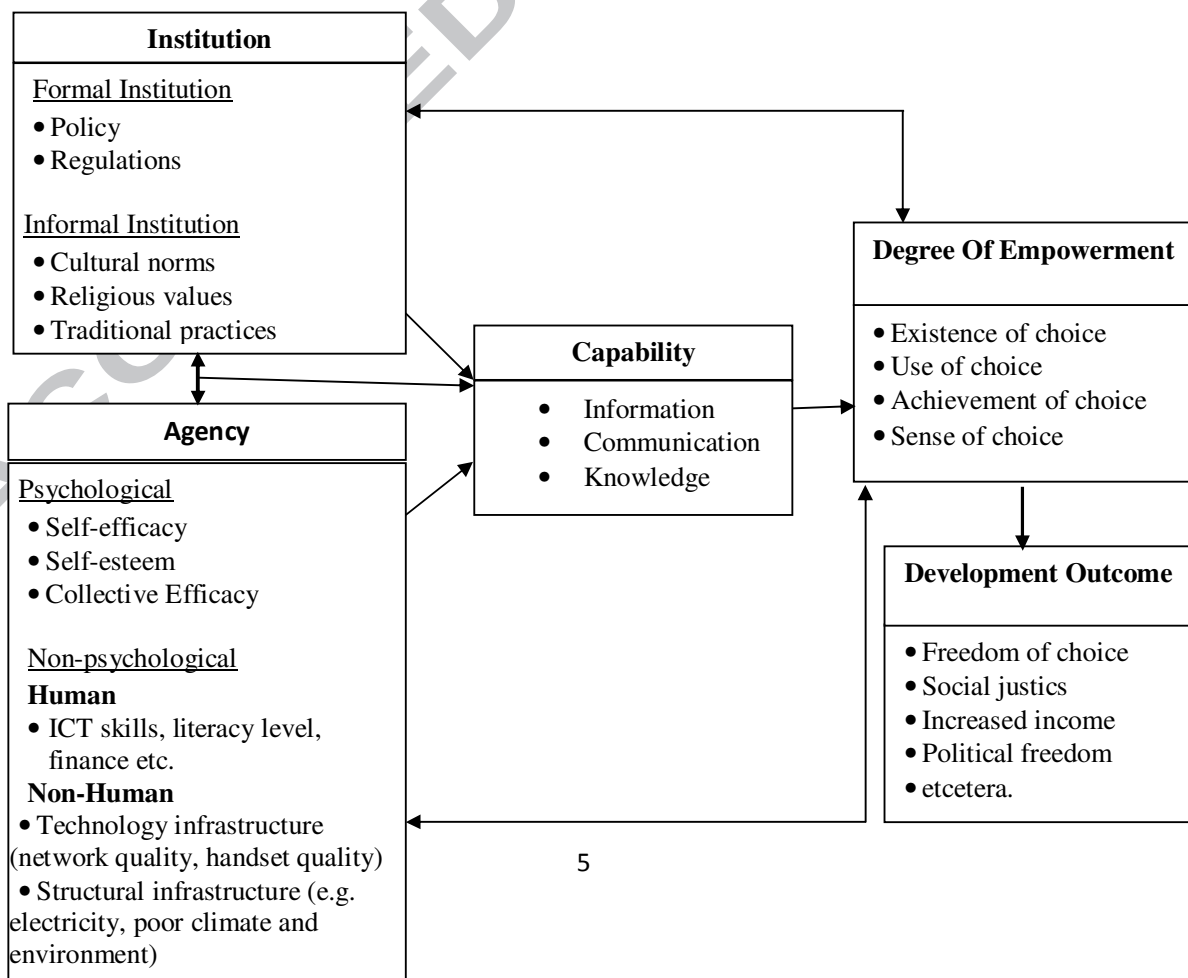 Institution
Formal Institution
• Policy
• Regulations
Informal Institution
• Cultural norms
• Religious values
• Traditional practices
Agency
Psychological
• Self-efficacy
• Self-esteem
• Collective Efficacy
Non-psychological
Human
• ICT skills, literacy level,
finance etc.
Non-Human
• Technology infrastructure
(network quality, handset quality)
• Structural infrastructure (e.g.
electricity, poor climate and
environment)
Capability
• Information
• Communication
• Knowledge
Degree Of Empowerment
• Existence of choice
• Use of choice
• Achievement of choice
• Sense of choice
Development Outcome
• Freedom of choice
• Social justics
• Increased income
• Political freedom
• etcetera.
5